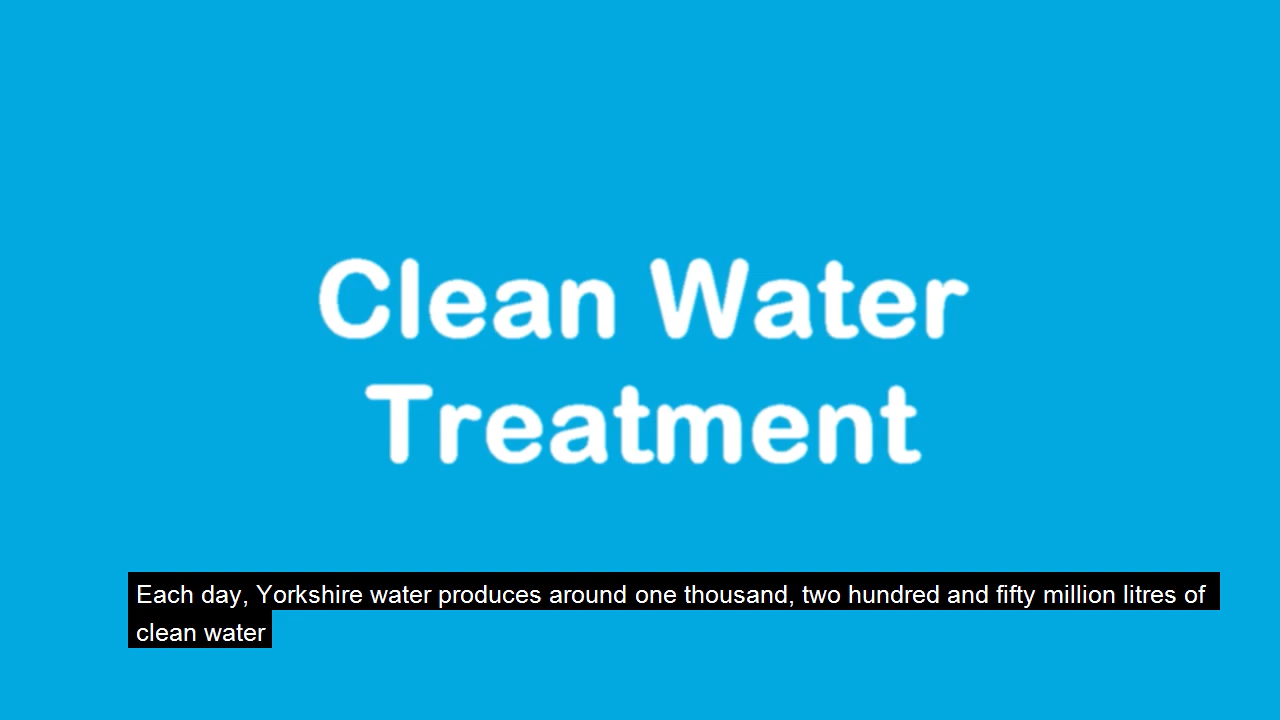 Clean Water
Treatment
Each day, Yorkshire water produces around one thousand, two hundred and fifty million litres of
clean water